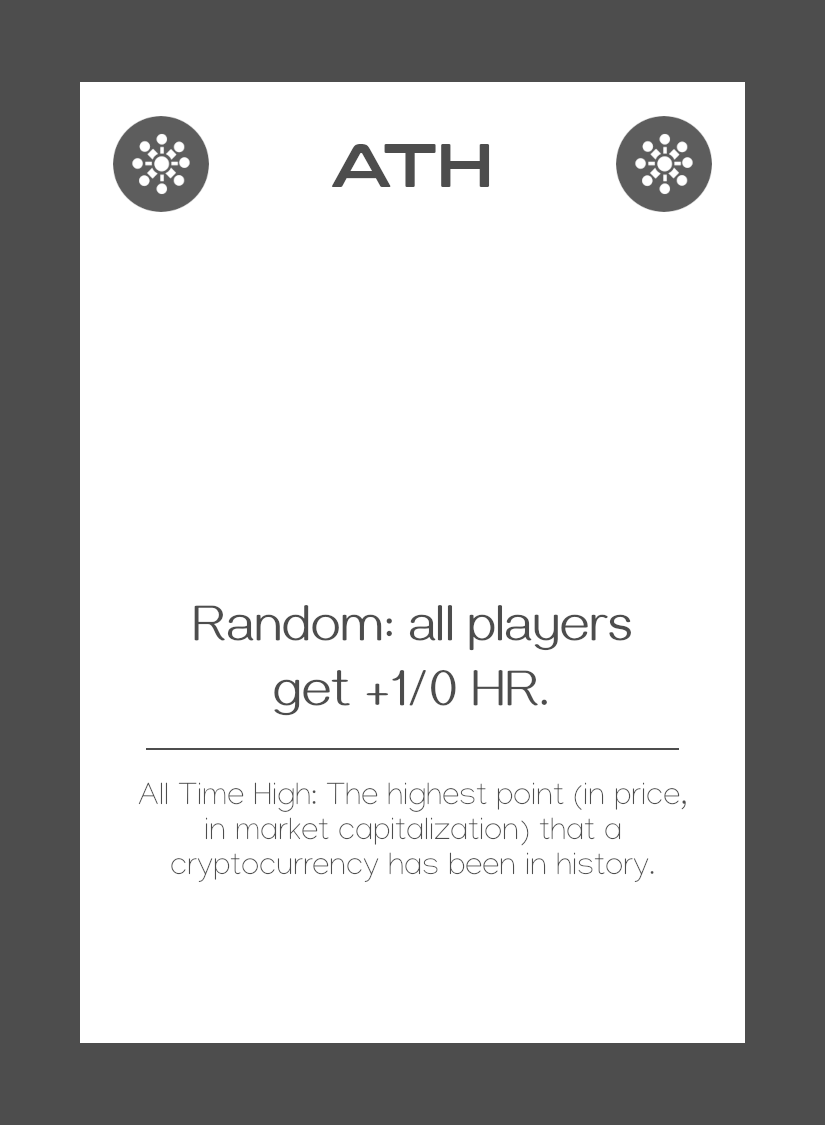 ATH
Random: all players
get +1/0 HR.
All Time High: The highest point (in price,
in market capitalization) that a
cryptocurrency has been in history.